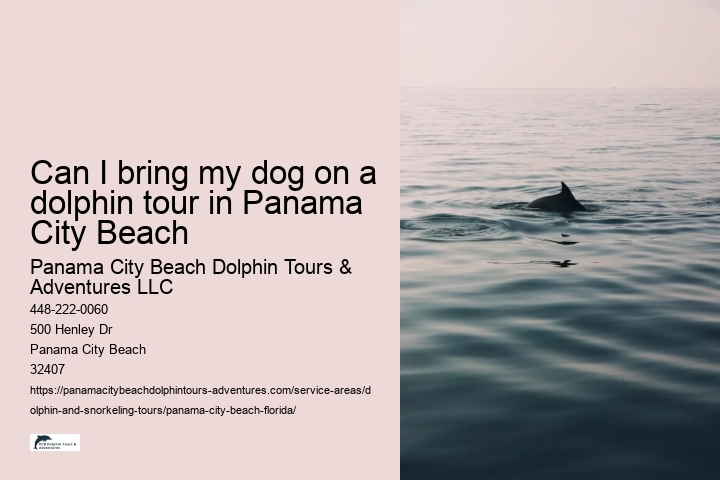 Can I bring my dog on a
dolphin tour in Panama
City Beach
Panama City Beach Dolphin Tours &
Adventures LLC
448-222-0060
500 Henley Dr
Panama City Beach
32407
https://panamacitybeachdolphintours-adventures.com/service-areas/d
olphin-and-snorkeling-tours/panama-city-beach-florida/
PCB Dolphin Tours &
Adventures